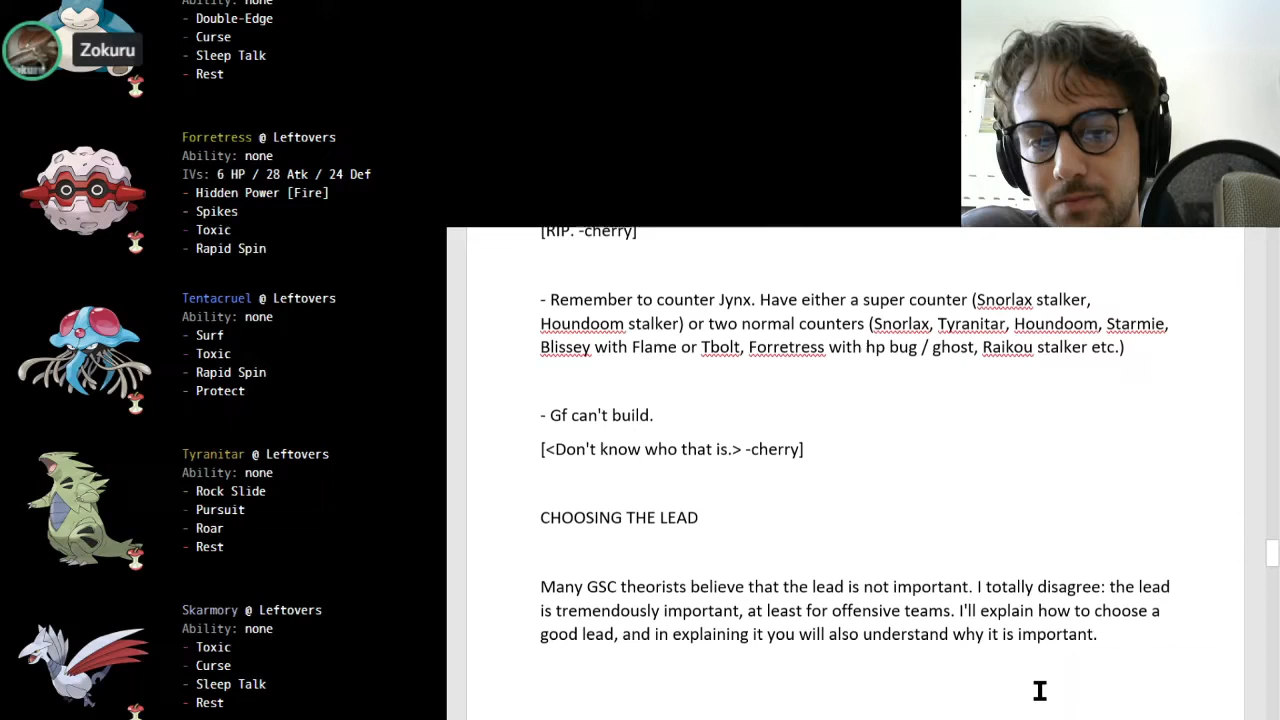 Ability: none
- Double-Edge
- Curse
- Sleep Talk
- Rest
Zokuru
Forretress @ Leftovers
Ability: none
IVs: 6 HP / 28 Atk / 24 Def
- Hidden Power [Fire]
- Spikes
- Toxic
- Rapid Spin
Tentacruel @ Leftovers
Ability: none
- Surf
- Toxic
- Rapid Spin
- Protect
Tyranitar @ Leftovers
Ability: none
- Rock Slide
- Pursuit
- Roar
- Rest
Skarmory @ Leftovers
Ability: none
- Toxic
- Curse
- Sleep Talk
- Rest
[RIP. -cherry]
- Remember to counter Jynx. Have either a super counter (Snorlax stalker,
Houndoom stalker) or two normal counters (Snorlax, Tyranitar, Houndoom, Starmie,
Blissey with Flame or Tbolt, Forretress with hp bug / ghost, Raikou stalker etc.)
- Gf can't build.
[<Don't know who that is.> -cherry]
CHOOSING THE LEAD
Many GSC theorists believe that the lead is not important. I totally disagree: the lead
is tremendously important, at least for offensive teams. I'll explain how to choose a
good lead, and in explaining it you will also understand why it is important.